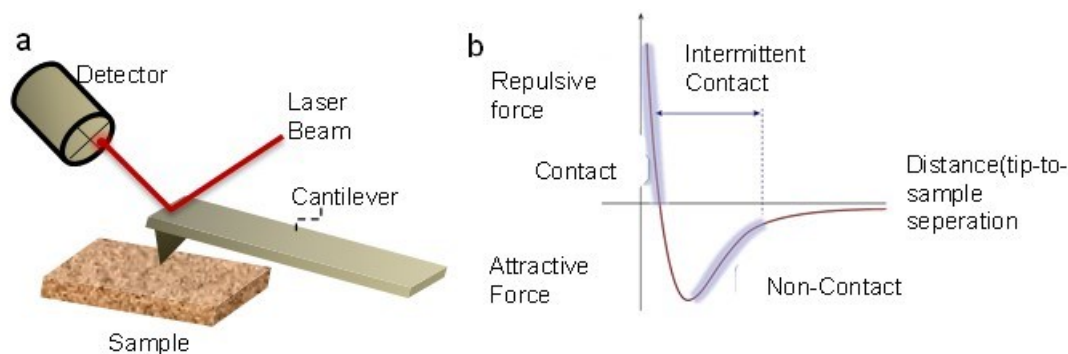 a
Detector
Laser
Beam
Cantilever
Sample
b
Intermittent
Contact
Repulsive
force
Contact
Distance(tip-to-
sample
seperation
Attractive
Force
Non-Contact